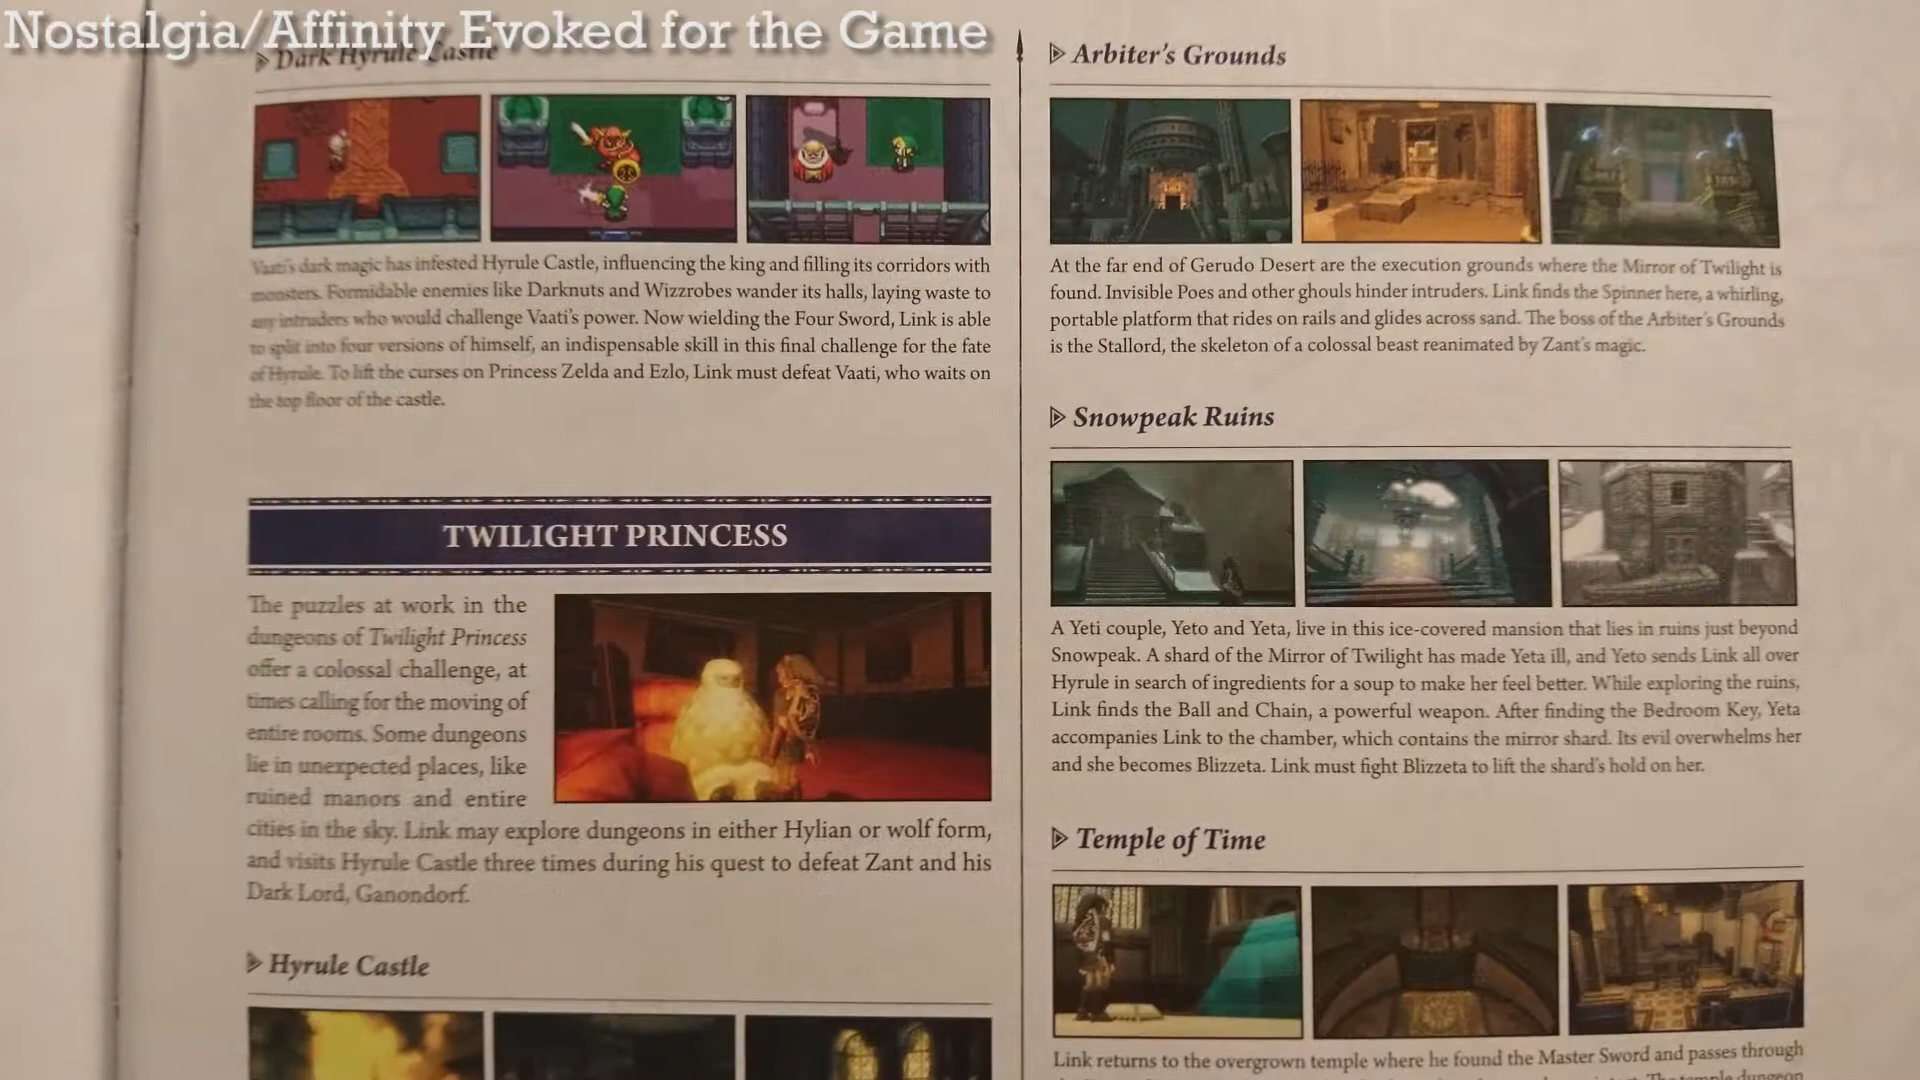 Nostalgia/Affinity Evoked for the Game
Dark Hyrule Castle
Vaati's dark magic has infested Hyrule Castle, influencing the king and filling its corridors with
monsters. Formidable enemies like Darknuts and Wizzrobes wander its halls, laying waste to
any intruders who would challenge Vaati's power. Now wielding the Four Sword, Link is able
to split into four versions of himself, an indispensable skill in this final challenge for the fate
of Hyrule. To lift the curses on Princess Zelda and Ezlo, Link must defeat Vaati, who waits on
the top floor of the castle.
TWILIGHT PRINCESS
The puzzles at work in the
dungeons of Twilight Princess
offer a colossal challenge, at
times calling for the moving of
entire rooms. Some dungeons
lie in unexpected places, like
ruined manors and entire
cities in the sky. Link may explore dungeons in either Hylian or wolf form,
and visits Hyrule Castle three times during his quest to defeat Zant and his
Dark Lord, Ganondorf.
Hyrule Castle
Arbiter's Grounds
At the far end of Gerudo Desert are the execution grounds where the Mirror of Twilight is
found. Invisible Poes and other ghouls hinder intruders. Link finds the Spinner here, a whirling,
portable platform that rides on rails and glides across sand. The boss of the Arbiter's Grounds
is the Stallord, the skeleton of a colossal beast reanimated by Zant's magic.
Snowpeak Ruins
A Yeti couple, Yeto and Yeta, live in this ice-covered mansion that lies in ruins just beyond
Snowpeak. A shard of the Mirror of Twilight has made Yeta ill, and Yeto sends Link all over
Hyrule in search of ingredients for a soup to make her feel better. While exploring the ruins,
Link finds the Ball and Chain, a powerful weapon. After finding the Bedroom Key, Yeta
accompanies Link to the chamber, which contains the mirror shard. Its evil overwhelms her
and she becomes Blizzeta. Link must fight Blizzeta to lift the shard's hold on her.
Temple of Time
Link returns to the overgrown temple where he found the Master Sword and passes through
The temple dungeon